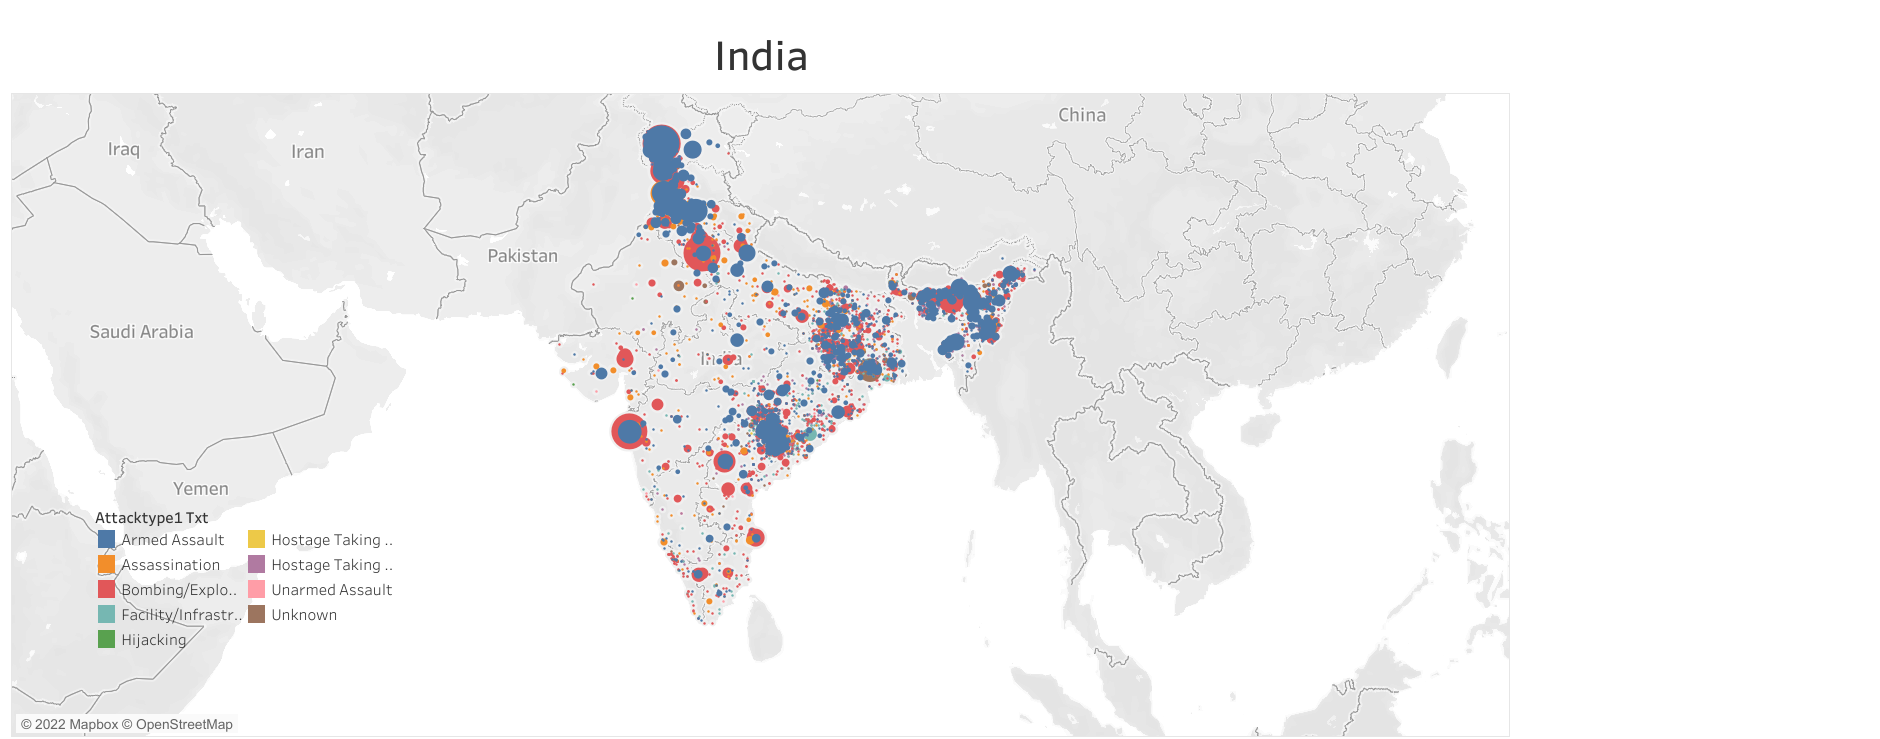 India
China
Iraq
Iran
Pakistan
Saudi Arabia
India
Yemen
Attacktype1 Txt
Armed Assault
Assassination
Bombing/Explo..
Facility/Infrastr..
Hijacking
Hostage Taking ..
Hostage Taking ..
Unarmed Assault
Unknown
© 2022 Mapbox © OpenStreetMap